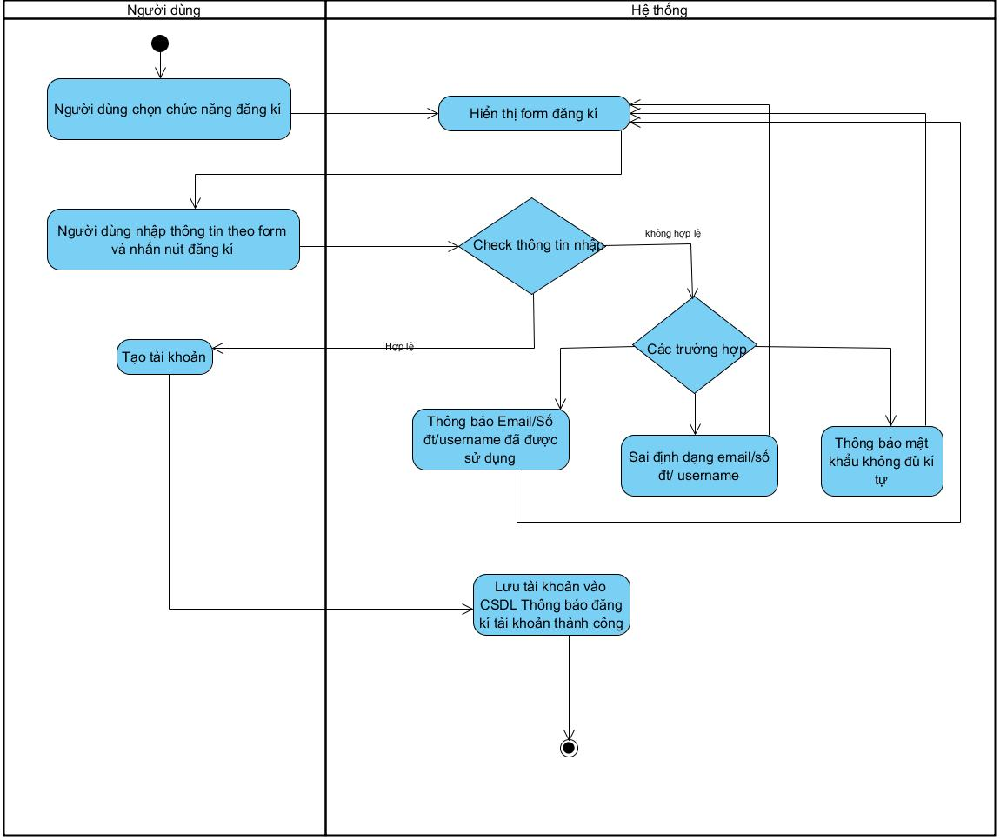 Người dùng
Hệ thống
Người dùng chọn chức năng đăng kí
Hiển thị form đăng kí
Người dùng nhập thông tin theo form
và nhấn nút đăng kí
Check thông tin nhập
không hợp lệ
Hợp lệ
Tạo tài khoản
Các trường hợp
Thông báo Email/Số
đt/username đã được
sử dụng
Sai định dạng email/số
đt/ username
Thông báo mật
khẩu không đủ kí
tự
Lưu tài khoản vào
CSDL Thông báo đăng
kí tài khoản thành công